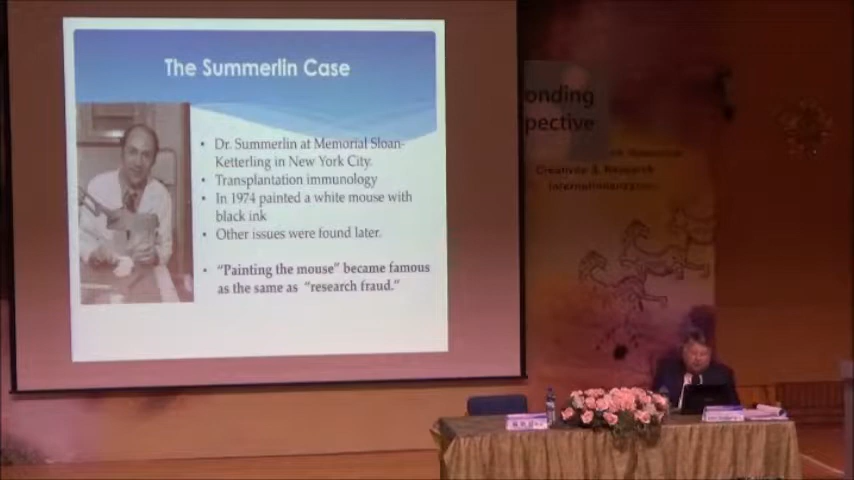 The Summerlin Case
• Dr. Summerlin at Memorial Sloan-
Ketterling in New York City.
• Transplantation immunology
• In 1974 painted a white mouse with
black ink
• Other issues were found later.
• "Painting the mouse" became famous
as the same as "research fraud."
onding
pective
Creativity & Research